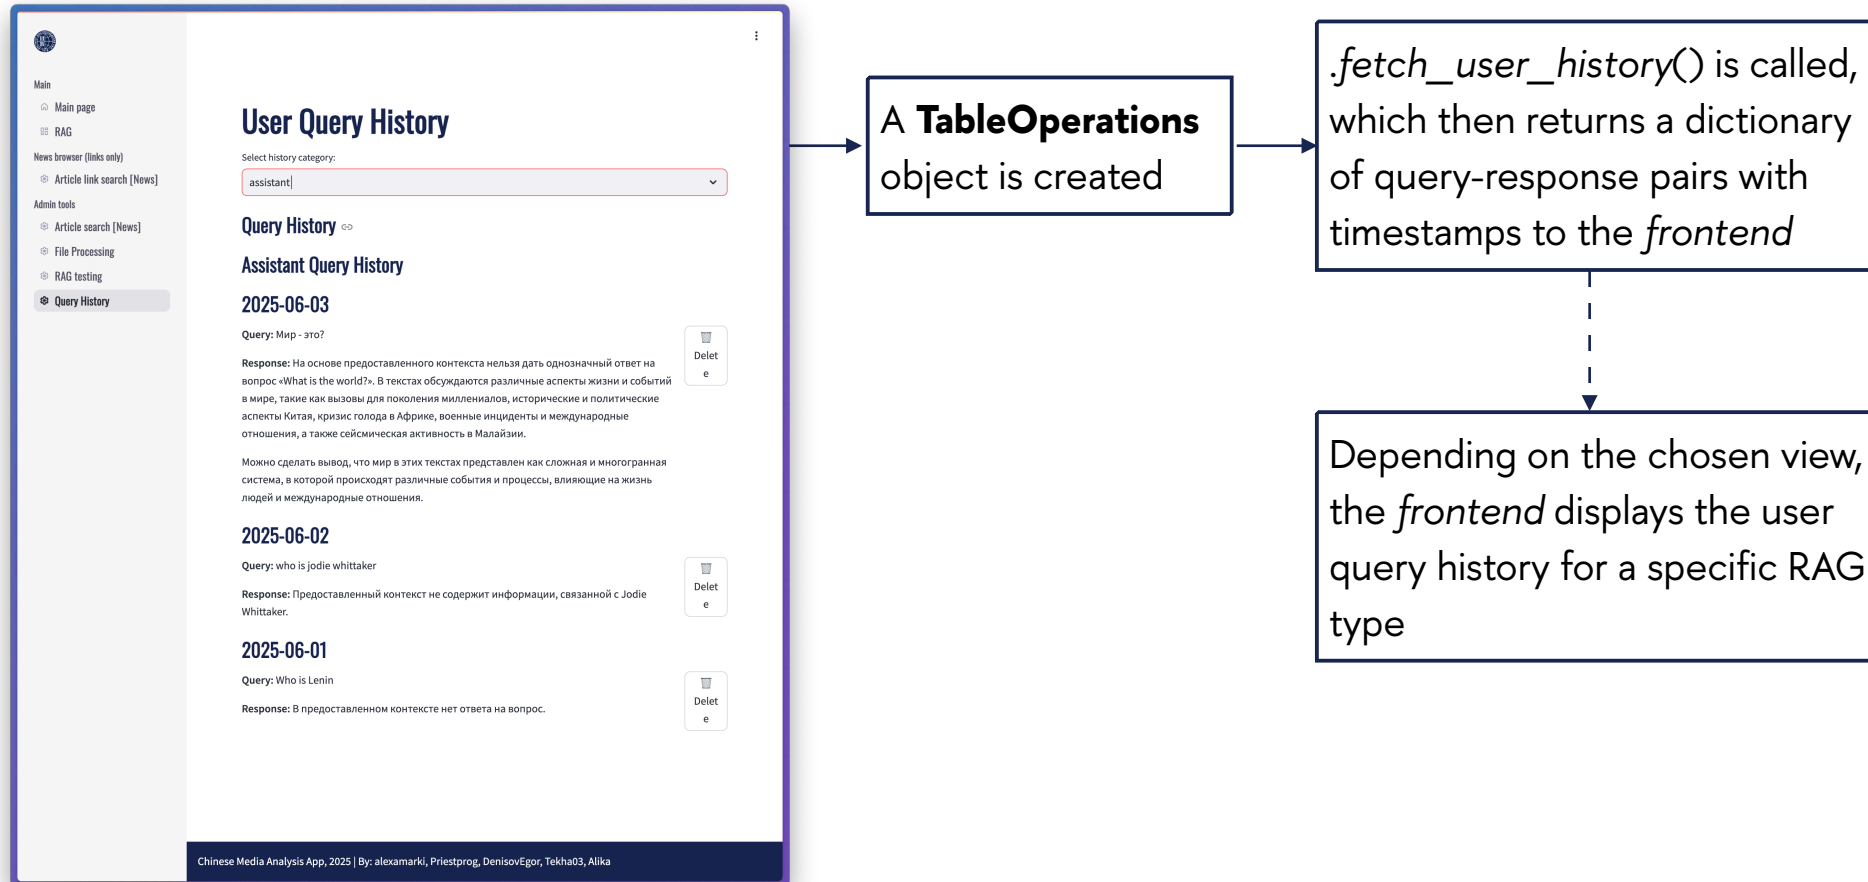 Main
Main page
RAG
News browser (links only)
Article link search [News]
Admin tools
Article search [News]
File Processing
RAG testing
Query History
User Query History
Select history category:
assistant
Query History
Assistant Query History
2025-06-03
Query: Мир - это?
Response: На основе предоставленного контекста нельзя дать однозначный ответ на
вопрос «What is the world?». В текстах обсуждаются различные аспекты жизни и событий
в мире, такие как вызовы для поколения миллениалов, исторические и политические
аспекты Китая, кризис голода в Африке, военные инциденты и международные
отношения, а также сейсмическая активность в Малайзии.
Можно сделать вывод, что мир в этих текстах представлен как сложная и многогранная
система, в которой происходят различные события и процессы, влияющие на жизнь
людей и международные отношения.
Delet
e
2025-06-02
Query: who is jodie whittaker
Response: Предоставленный контекст не содержит информации, связанной с Jodie
Whittaker.
Delet
e
2025-06-01
Query: Who is Lenin
Response: В предоставленном контексте нет ответа на вопрос.
Delet
e
Chinese Media Analysis App, 2025 | By: alexamarki, Priestprog, DenisovEgor, Tekha03, Alika
A TableOperations
object is created
.fetch_user_history() is called,
which then returns a dictionary
of query-response pairs with
timestamps to the frontend
Depending on the chosen view,
the frontend displays the user
query history for a specific RAG
type